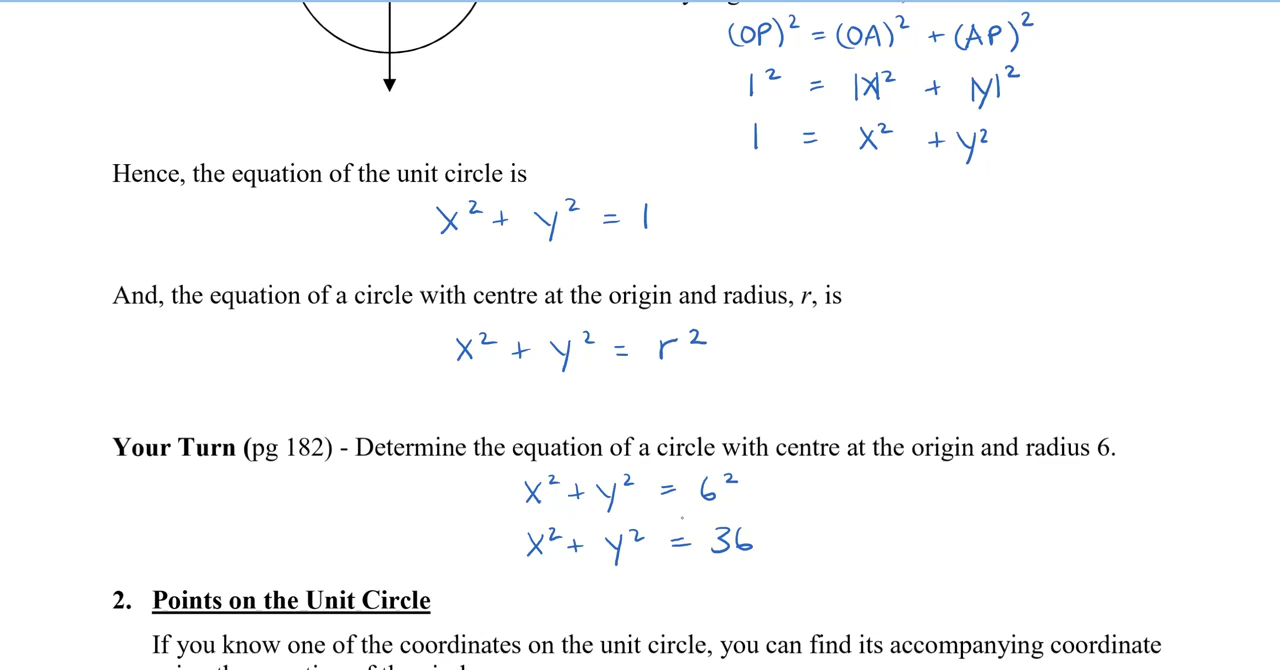 (OP)² = (OA)² + (AP)²
1² = |x|² + |y|²
1 = x² + y²
Hence, the equation of the unit circle is
x² + y² = 1
And, the equation of a circle with centre at the origin and radius, r, is
x² + y² = r²
Your Turn (pg 182) - Determine the equation of a circle with centre at the origin and radius 6.
x² + y² = 6²
x² + y² = 36
2. Points on the Unit Circle
If you know one of the coordinates on the unit circle, you can find its accompanying coordinate